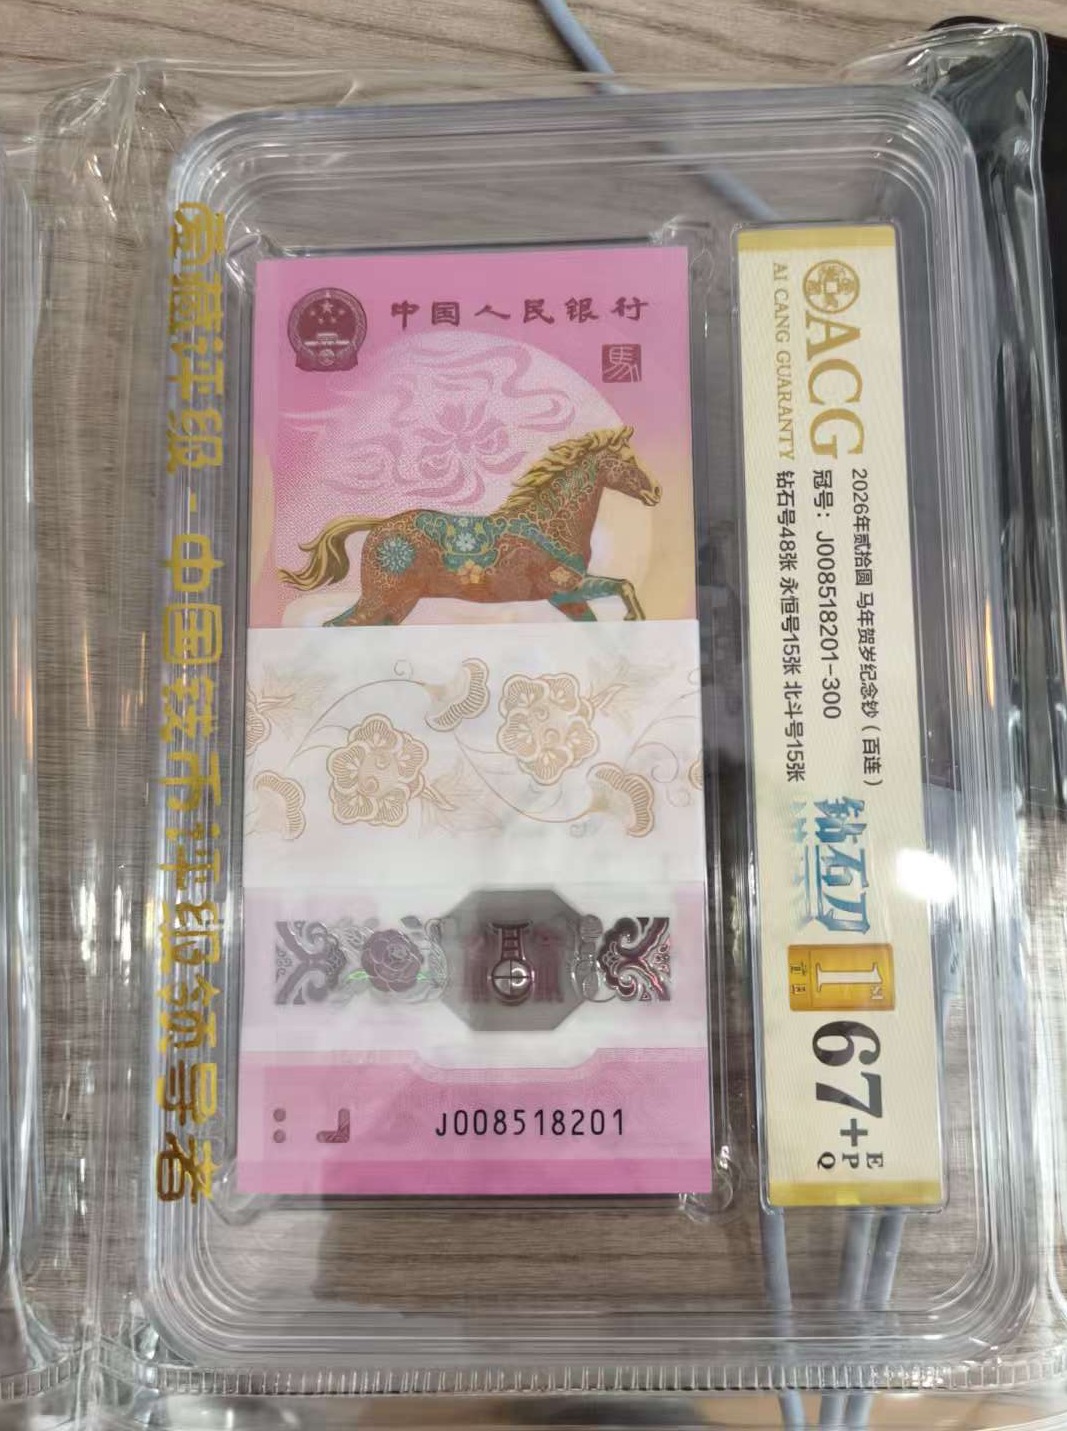 爱藏评级-中国钱币评级领导者
中国人民银行
馬
J008518201
ACG
AI CANG GUARANTY
2026年贰拾圆 马年贺岁纪念钞（百连）
冠号：J008518201-300
钻石号48张 永恒号15张 北斗号15张
钻石刀
1ST
67+
E
P
Q